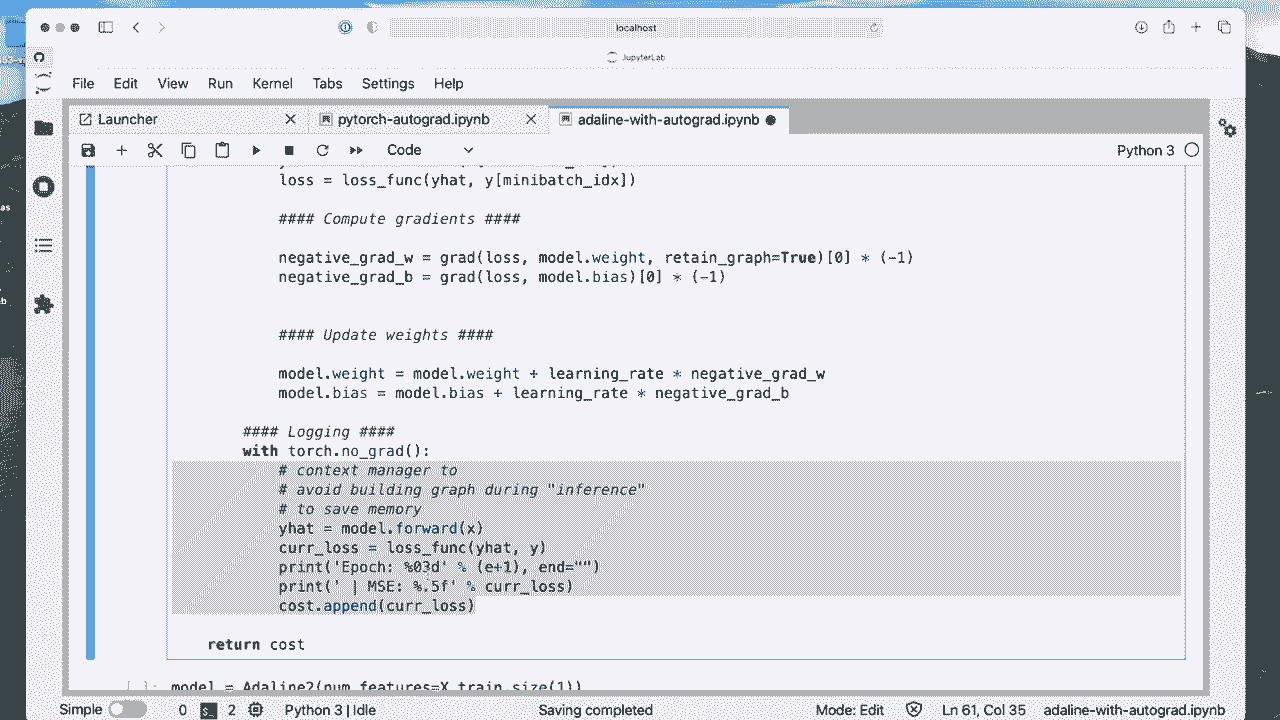 localhost
JupyterLab
File Edit View Run Kernel Tabs Settings Help
Launcher pytorch-autograd.ipynb adaline-with-autograd.ipynb
Code Python 3
loss = loss_func(yhat, y[minibatch_idx])
#### Compute gradients ####
negative_grad_w = grad(loss, model.weight, retain_graph=True)[0] * (-1)
negative_grad_b = grad(loss, model.bias)[0] * (-1)
#### Update weights ####
model.weight = model.weight + learning_rate * negative_grad_w
model.bias = model.bias + learning_rate * negative_grad_b
#### Logging ####
with torch.no_grad():
# context manager to
# avoid building graph during "inference"
# to save memory
yhat = model.forward(x)
curr_loss = loss_func(yhat, y)
print('Epoch: %03d' % (e+1), end="")
print(' | MSE: %.5f' % curr_loss)
cost.append(curr_loss)
return cost
[ ]: model = Adaline2(num_features=X_train.size(1))
Simple 0 2 Python 3 | Idle Saving completed Mode: Edit Ln 61, Col 35 adaline-with-autograd.ipynb